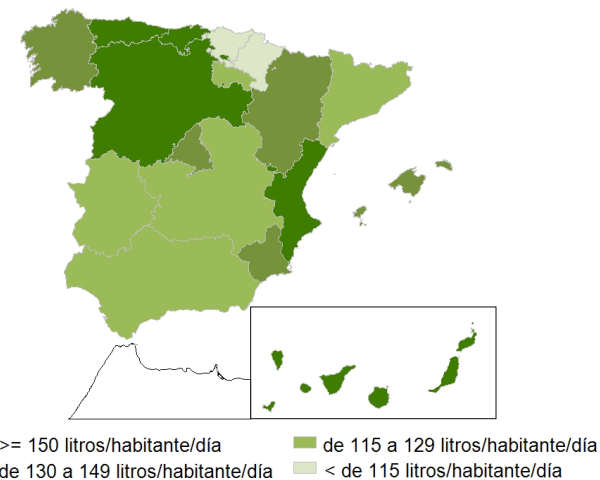 >= 150 litros/habitante/día
de 115 a 129 litros/habitante/día
de 130 a 149 litros/habitante/día
< de 115 litros/habitante/día